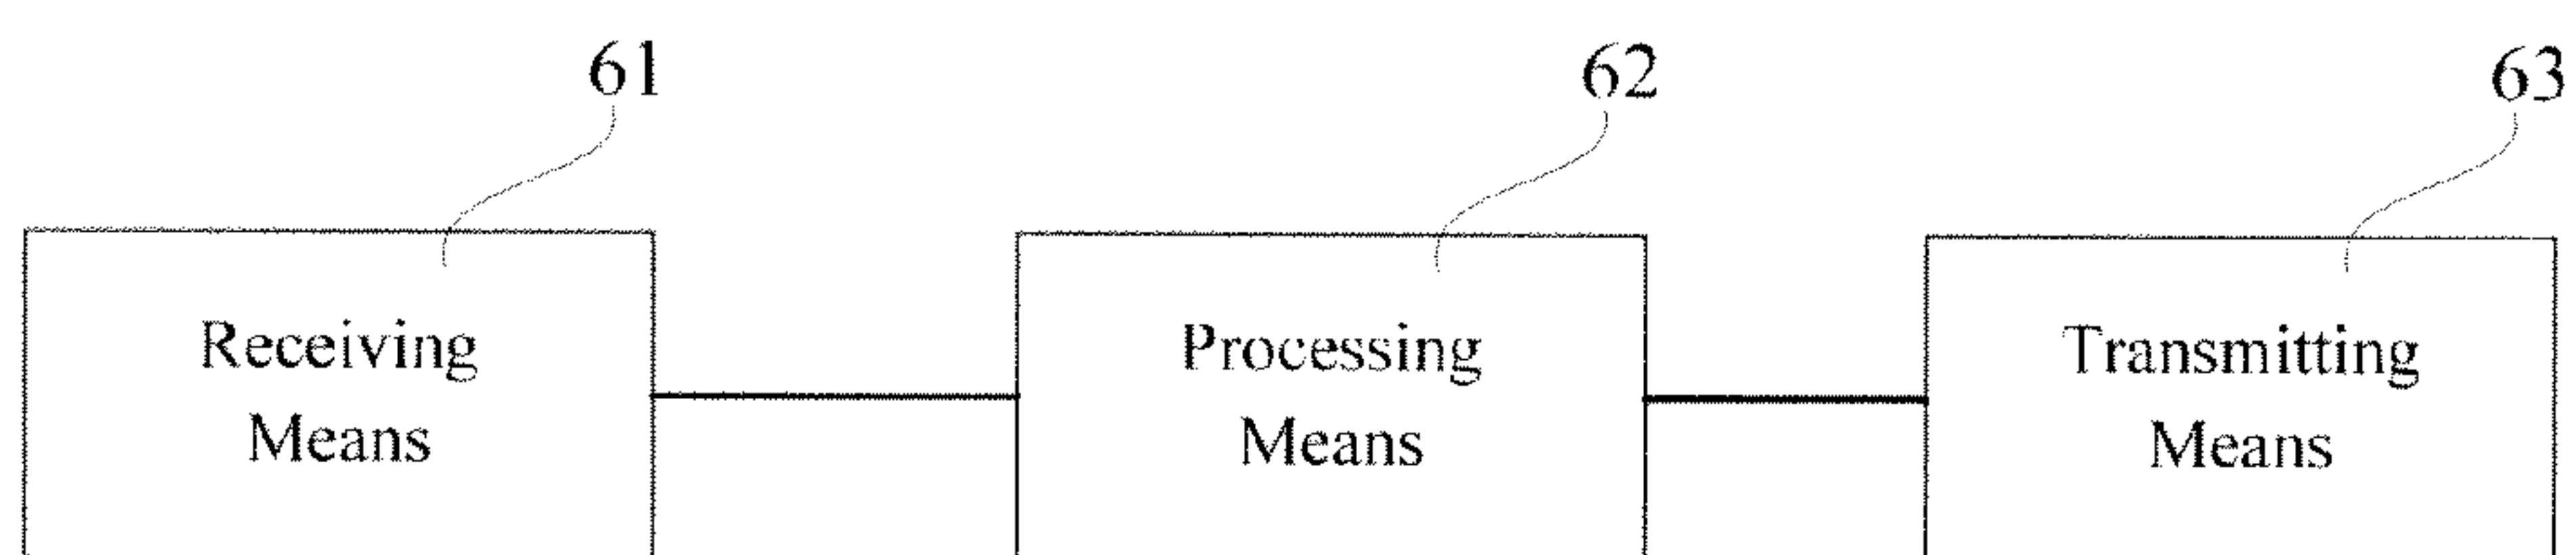 61
62
63
Receiving
Means
Processing
Means
Transmitting
Means